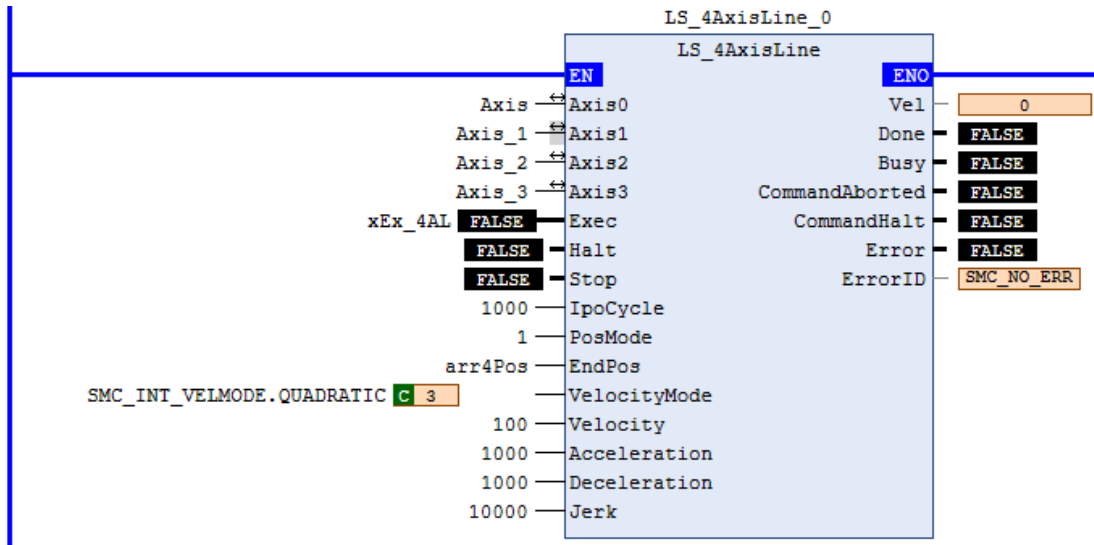 LS_4AxisLine_0
LS_4AxisLine
EN ENO
Axis Axis0 Vel 0
Axis_1 Axis1 Done FALSE
Axis_2 Axis2 Busy FALSE
Axis_3 Axis3 CommandAborted FALSE
xEx_4AL FALSE Exec CommandHalt FALSE
FALSE Halt Error FALSE
FALSE Stop ErrorID SMC_NO_ERR
1000 IpoCycle
1 PosMode
arr4Pos EndPos
SMC_INT_VELMODE.QUADRATIC C 3 VelocityMode
100 Velocity
1000 Acceleration
1000 Deceleration
10000 Jerk